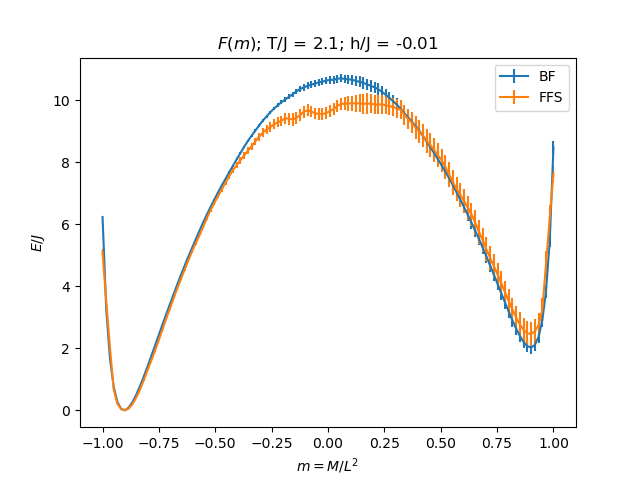 F(m); T/J = 2.1; h/J = -0.01
BF
FFS
E/J
10
8
6
4
2
0
−1.00 −0.75 −0.50 −0.25 0.00 0.25 0.50 0.75 1.00
m = M/L²